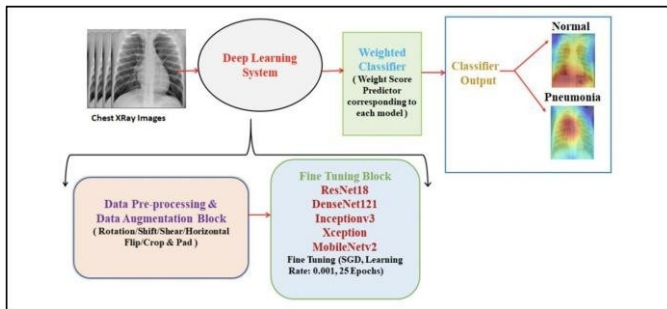 Chest XRay Images
Deep Learning
System
Weighted
Classifier
( Weight Score
Predictor
corresponding to
each model )
Classifier
Output
Normal
Pneumonia
Data Pre-processing &
Data Augmentation Block
( Rotation/Shift/Shear/Horizontal
Flip/Crop & Pad )
Fine Tuning Block
ResNet18
DenseNet121
Inceptionv3
Xception
MobileNetv2
Fine Tuning (SGD, Learning
Rate: 0.001, 25 Epochs)